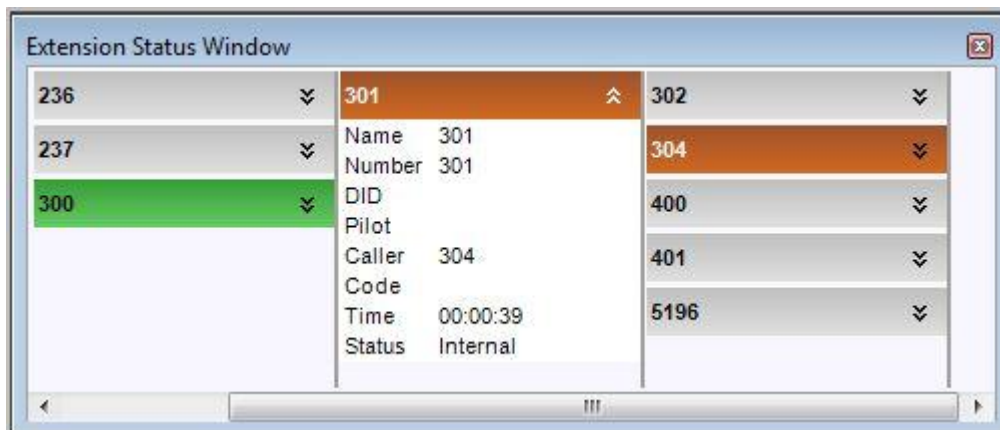 Extension Status Window
236
237
300
301
Name 301
Number 301
DID
Pilot
Caller 304
Code
Time 00:00:39
Status Internal
302
304
400
401
5196